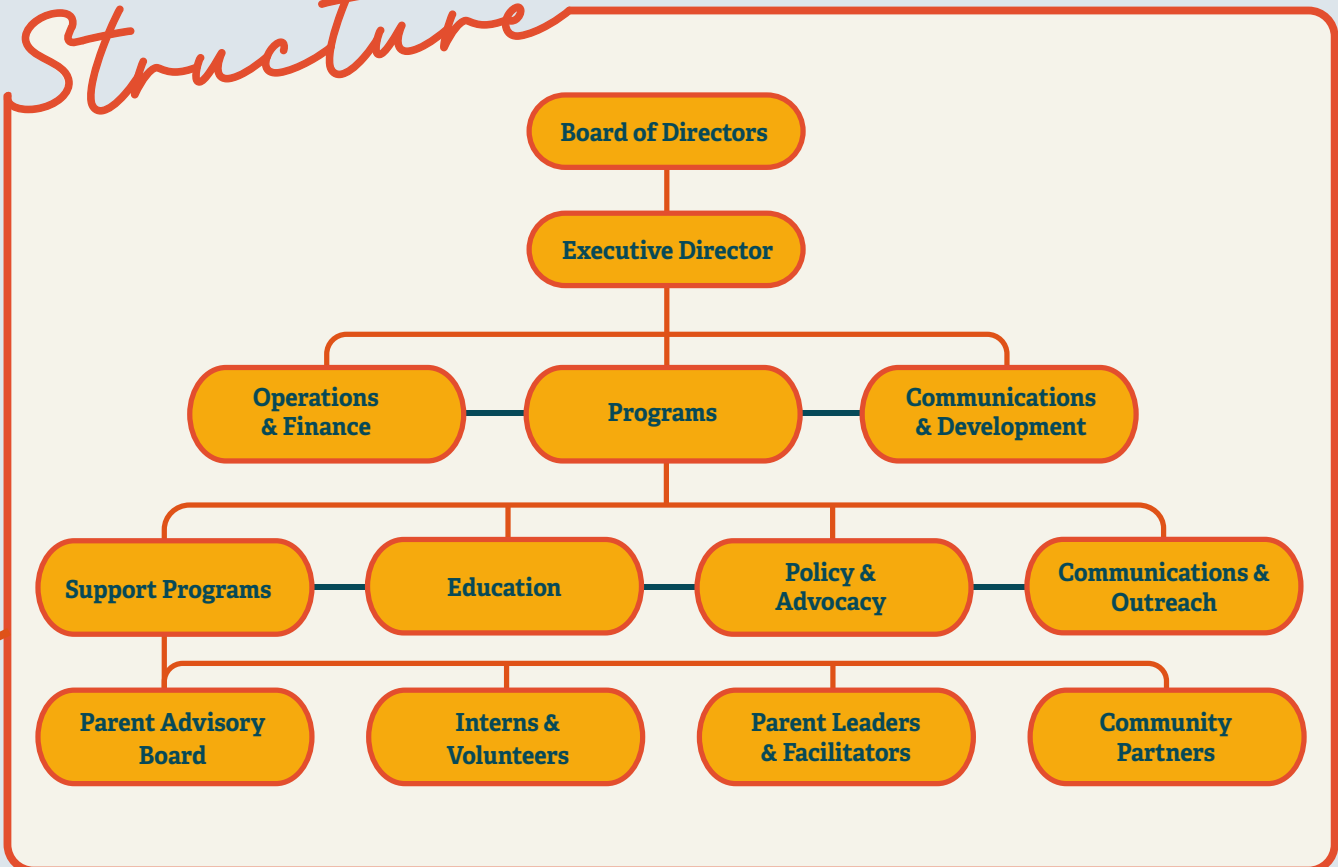 Structure
Board of Directors
Executive Director
Operations
& Finance
Programs
Communications
& Development
Support Programs
Education
Policy &
Advocacy
Communications &
Outreach
Parent Advisory
Board
Interns &
Volunteers
Parent Leaders
& Facilitators
Community
Partners